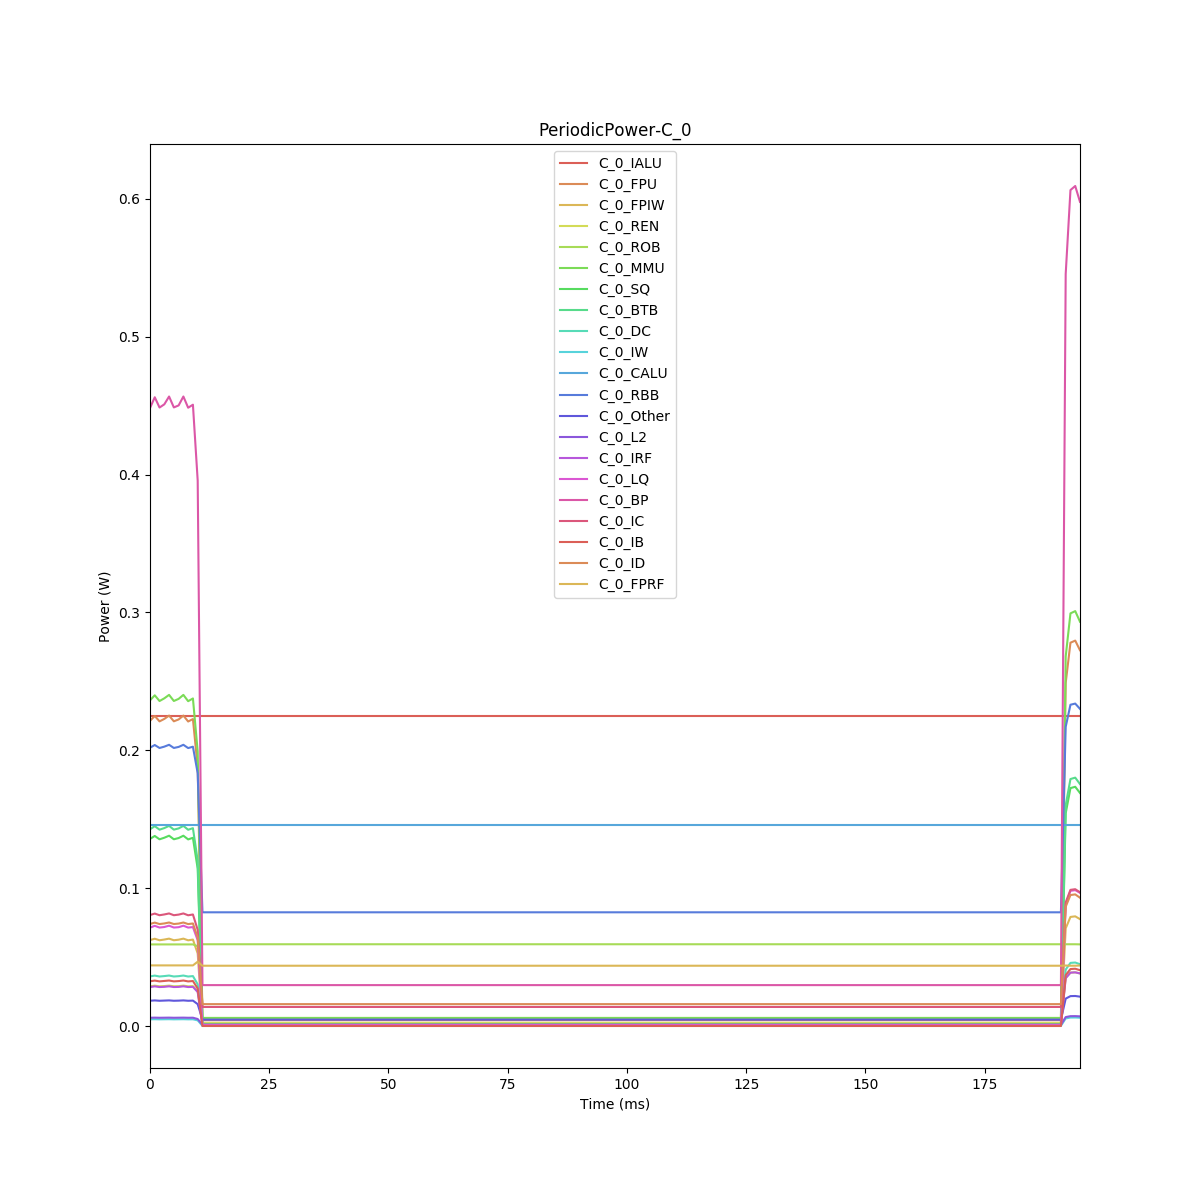 PeriodicPower-C_0
C_0_IALU
C_0_FPU
C_0_FPIW
C_0_REN
C_0_ROB
C_0_MMU
C_0_SQ
C_0_BTB
C_0_DC
C_0_IW
C_0_CALU
C_0_RBB
C_0_Other
C_0_L2
C_0_IRF
C_0_LQ
C_0_BP
C_0_IC
C_0_IB
C_0_ID
C_0_FPRF
0.6
0.5
0.4
0.3
0.2
0.1
0.0
Power (W)
0 25 50 75 100 125 150 175
Time (ms)